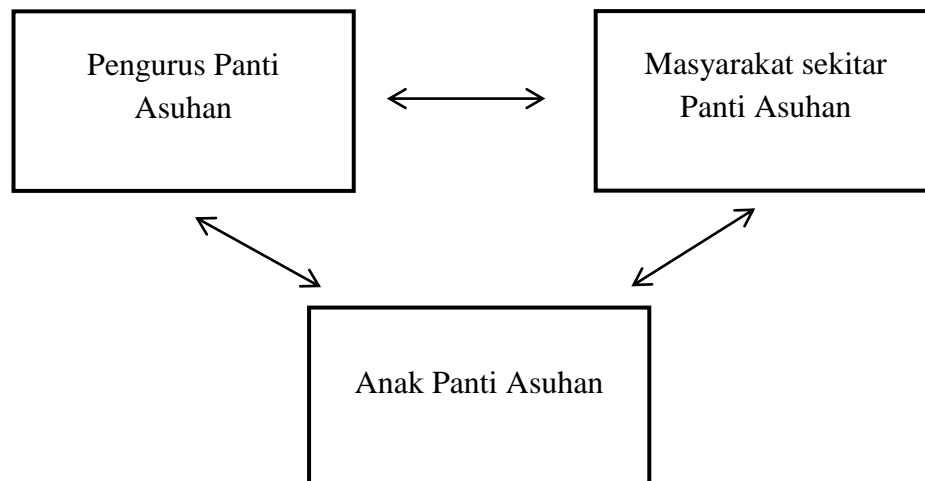 Pengurus Panti
Asuhan
Masyarakat sekitar
Panti Asuhan
Anak Panti Asuhan